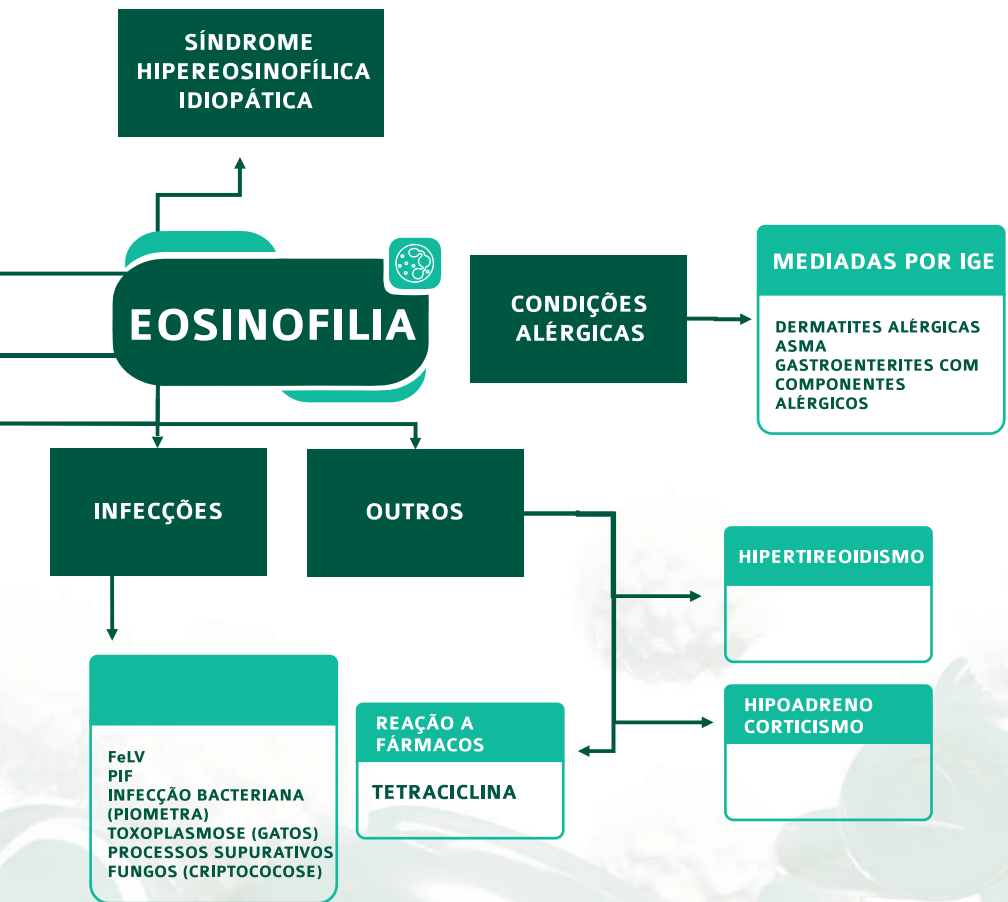 SÍNDROME
HIPEREOSINOFÍLICA
IDIOPÁTICA
EOSINOFILIA
CONDIÇÕES
ALÉRGICAS
MEDIADAS POR IGE
DERMATITES ALÉRGICAS
ASMA
GASTROENTERITES COM
COMPONENTES
ALÉRGICOS
INFECÇÕES
OUTROS
HIPERTIREOIDISMO
HIPOADRENO
CORTICISMO
REAÇÃO A
FÁRMACOS
TETRACICLINA
FeLV
PIF
INFECÇÃO BACTERIANA
(PIOMETRA)
TOXOPLASMOSE (GATOS)
PROCESSOS SUPURATIVOS
FUNGOS (CRIPTOCOCOSE)